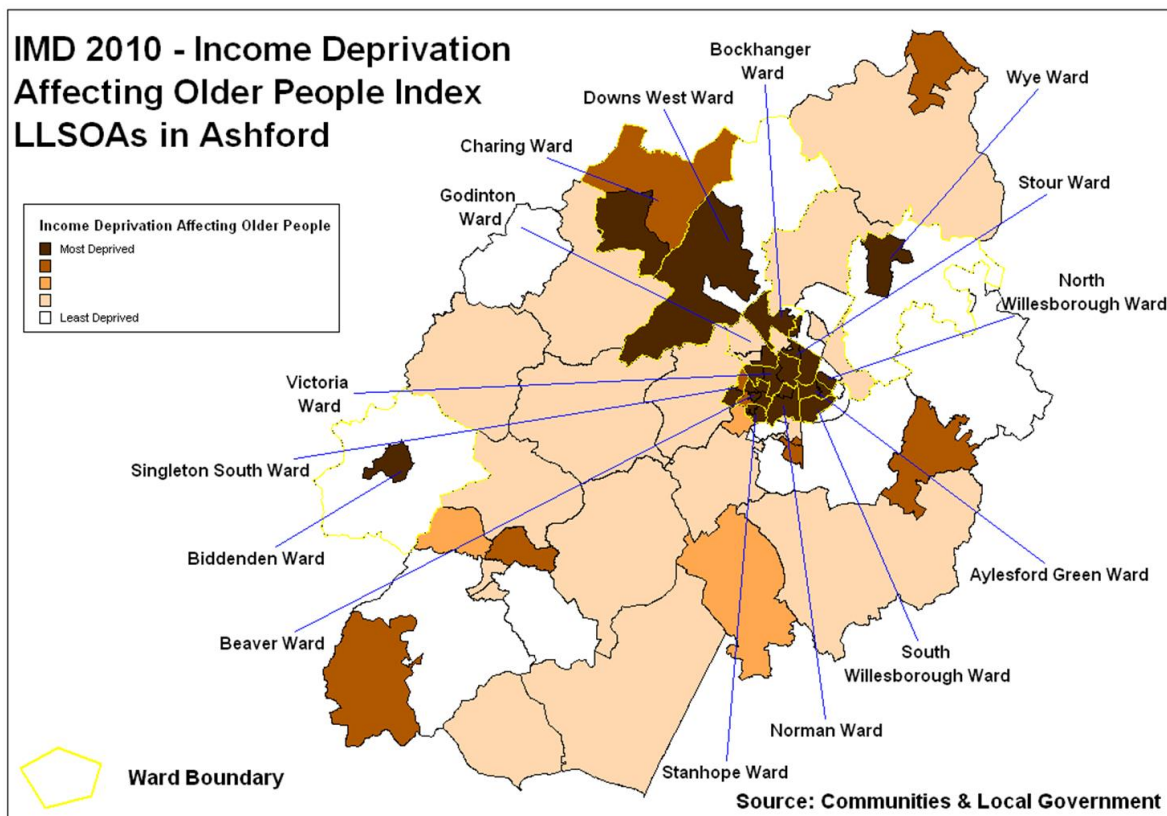 IMD 2010 - Income Deprivation
Affecting Older People Index
LLSOAs in Ashford
Bockhanger
Ward
Wye Ward
Downs West Ward
Charing Ward
Stour Ward
Godinton
Ward
Income Deprivation Affecting Older People
Most Deprived
Least Deprived
North
Willesborough Ward
Victoria
Ward
Singleton South Ward
Biddenden Ward
Aylesford Green Ward
Beaver Ward
South
Willesborough Ward
Norman Ward
Stanhope Ward
Ward Boundary
Source: Communities & Local Government